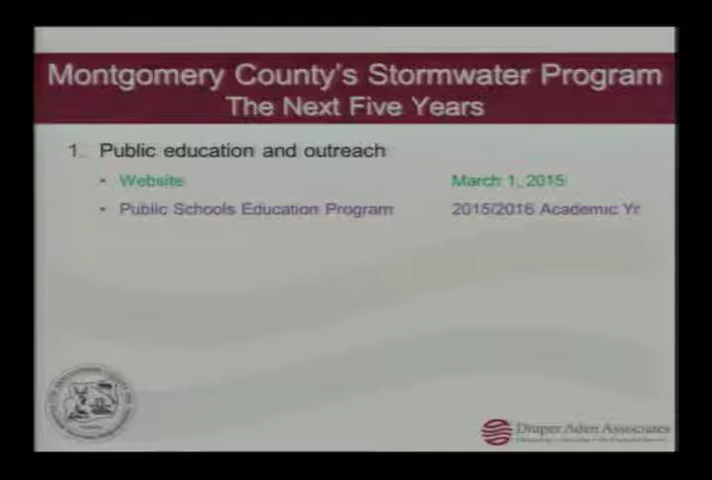 Montgomery County's Stormwater Program
The Next Five Years
1. Public education and outreach
• Website March 1, 2015
• Public Schools Education Program 2015/2016 Academic Yr
Draper Aden Associates